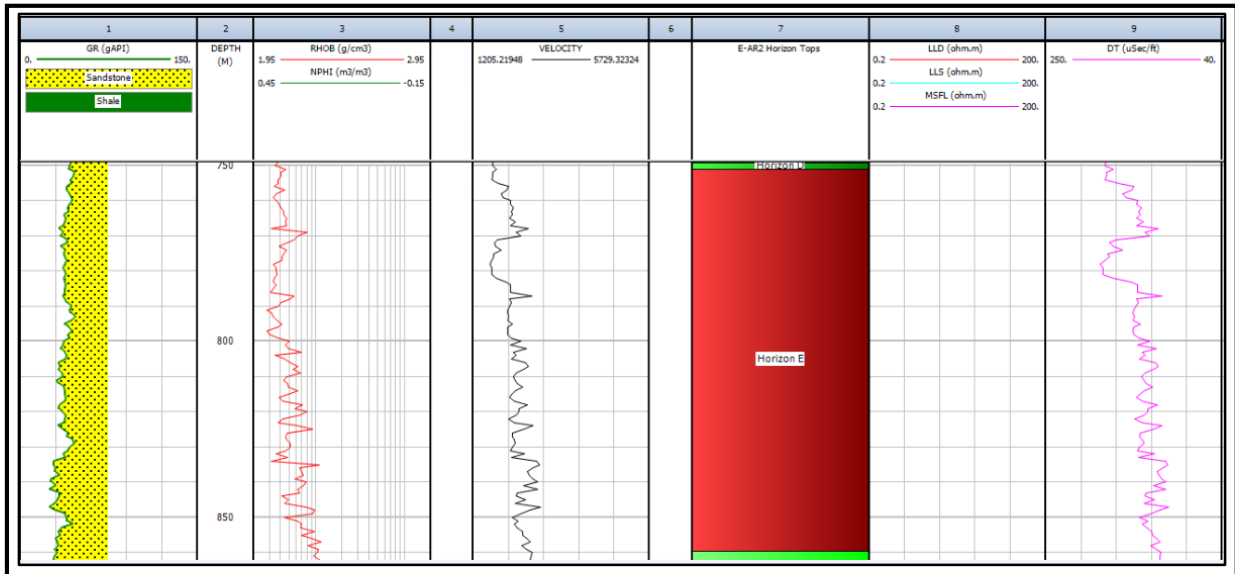 1 2 3 4 5 6 7 8 9
GR (gAPI)
0. 150.
Sandstone
Shale
DEPTH
(M)
RHOB (g/cm3)
1.95 2.95
NPHI (m3/m3)
0.45 -0.15
VELOCITY
1205.21948 5729.32324
E-AR2 Horizon Tops
LLD (ohm.m)
0.2 200.
LLS (ohm.m)
0.2 200.
MSFL (ohm.m)
0.2 200.
DT (uSec/ft)
250. 40.
750
Horizon D
800
Horizon E
850